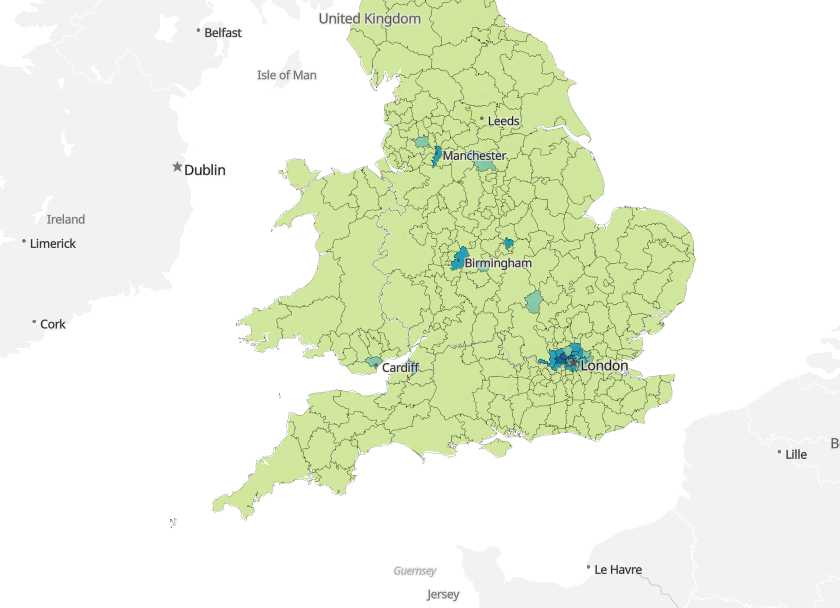 United Kingdom
Belfast
Isle of Man
Leeds
Manchester
Dublin
Ireland
Limerick
Birmingham
Cork
Cardiff
London
Lille
B
Guernsey
Le Havre
Jersey